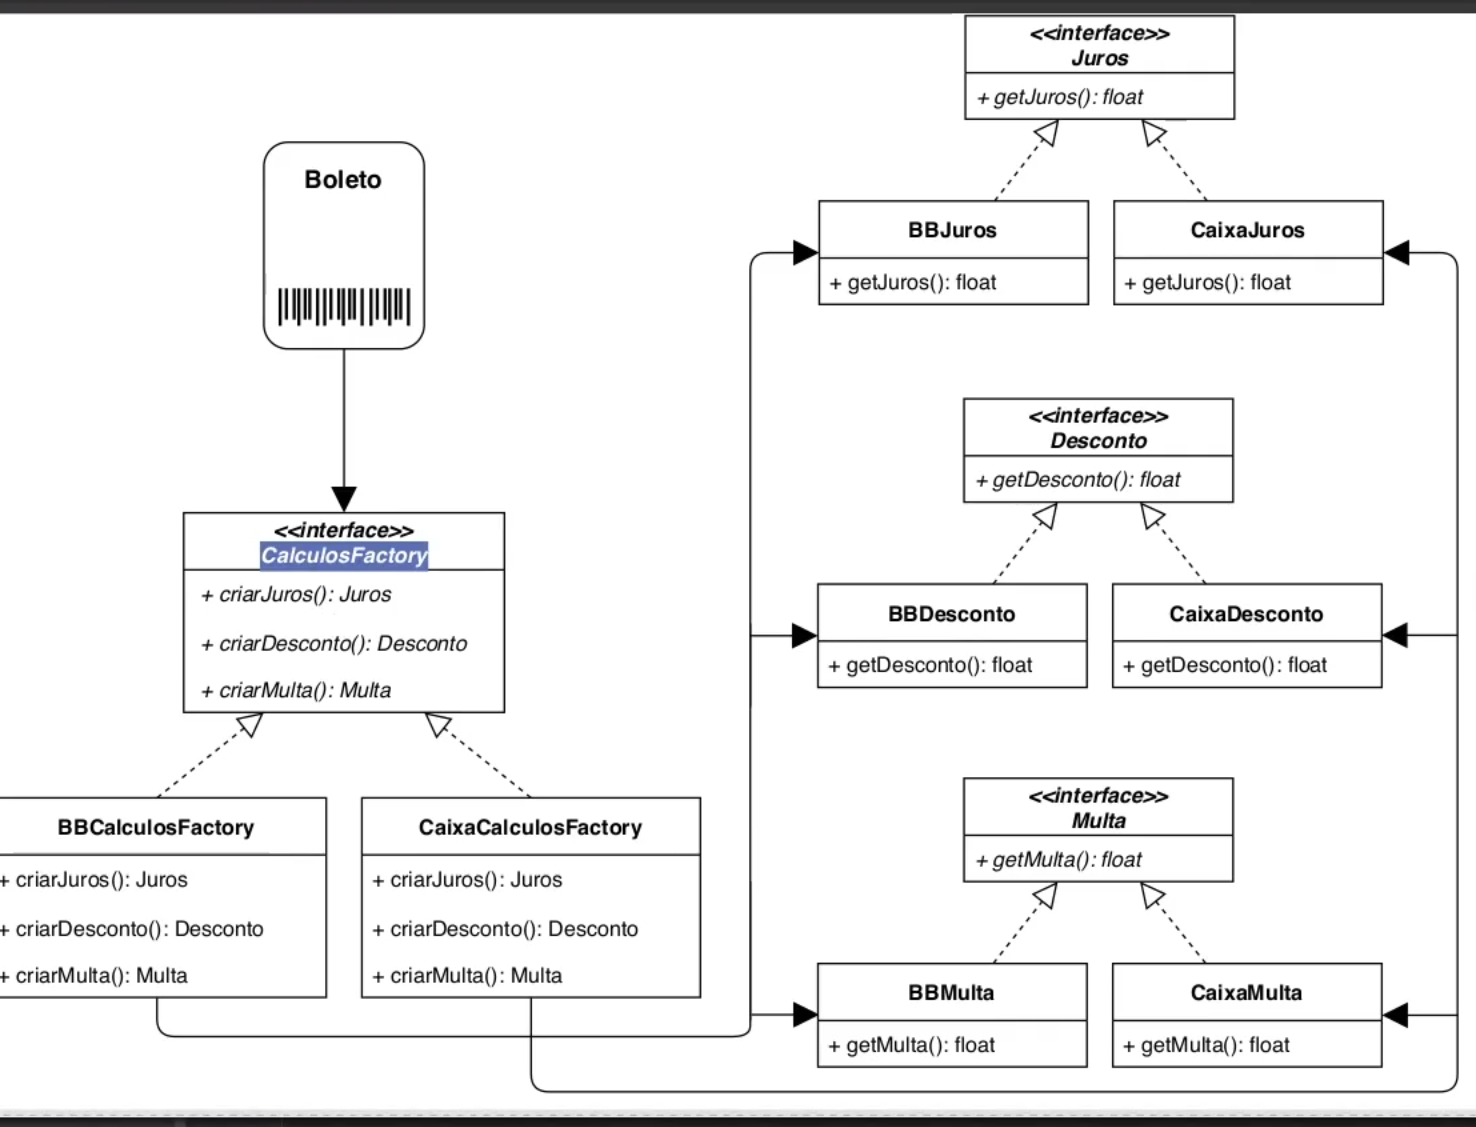 <<interface>>
Juros
+ getJuros(): float
Boleto
BBJuros
+ getJuros(): float
CaixaJuros
+ getJuros(): float
<<interface>>
Desconto
+ getDesconto(): float
<<interface>>
CalculosFactory
+ criarJuros(): Juros
+ criarDesconto(): Desconto
+ criarMulta(): Multa
BBDesconto
+ getDesconto(): float
CaixaDesconto
+ getDesconto(): float
<<interface>>
Multa
+ getMulta(): float
BBCalculosFactory
+ criarJuros(): Juros
+ criarDesconto(): Desconto
+ criarMulta(): Multa
CaixaCalculosFactory
+ criarJuros(): Juros
+ criarDesconto(): Desconto
+ criarMulta(): Multa
BBMulta
+ getMulta(): float
CaixaMulta
+ getMulta(): float